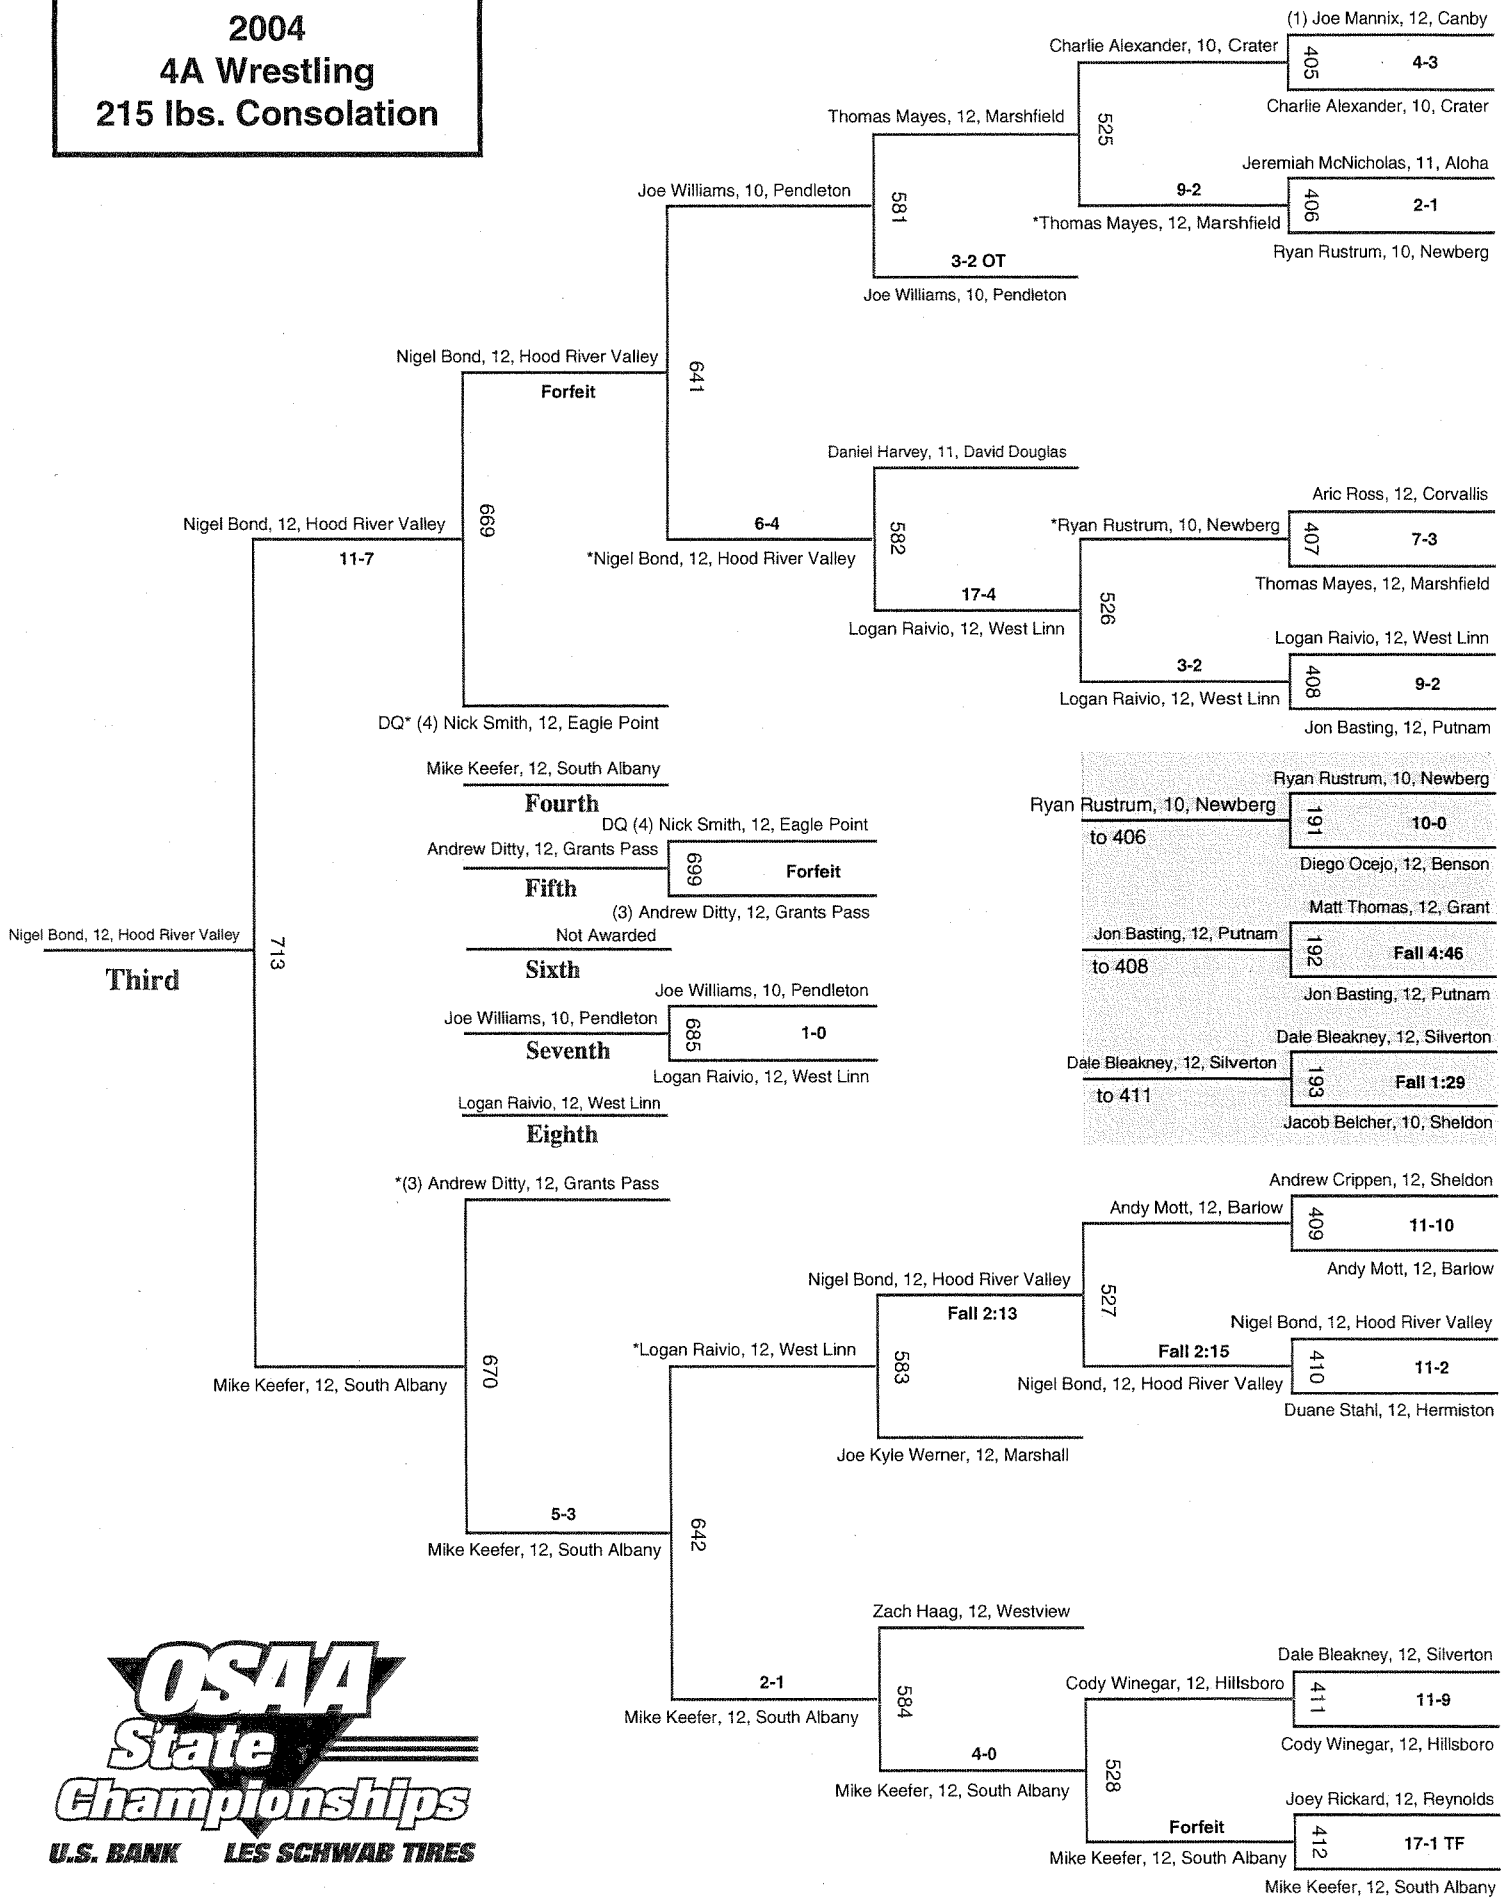 2004
4A Wrestling
215 lbs. Consolation
(1) Joe Mannix, 12, Canby
Charlie Alexander, 10, Crater
405
4-3
Charlie Alexander, 10, Crater
Thomas Mayes, 12, Marshfield
525
Jeremiah McNicholas, 11, Aloha
9-2
406
2-1
*Thomas Mayes, 12, Marshfield
Ryan Rustrum, 10, Newberg
Joe Williams, 10, Pendleton
581
3-2 OT
Joe Williams, 10, Pendleton
Nigel Bond, 12, Hood River Valley
Forfeit
641
Daniel Harvey, 11, David Douglas
Aric Ross, 12, Corvallis
*Ryan Rustrum, 10, Newberg
407
7-3
Thomas Mayes, 12, Marshfield
Nigel Bond, 12, Hood River Valley
11-7
669
6-4
*Nigel Bond, 12, Hood River Valley
582
17-4
Logan Raivio, 12, West Linn
526
Logan Raivio, 12, West Linn
3-2
408
9-2
Logan Raivio, 12, West Linn
Jon Basting, 12, Putnam
DQ* (4) Nick Smith, 12, Eagle Point
Mike Keefer, 12, South Albany
Fourth
DQ (4) Nick Smith, 12, Eagle Point
Andrew Ditty, 12, Grants Pass
699
Forfeit
Fifth
(3) Andrew Ditty, 12, Grants Pass
Not Awarded
Sixth
Joe Williams, 10, Pendleton
Joe Williams, 10, Pendleton
685
1-0
Seventh
Logan Raivio, 12, West Linn
Logan Raivio, 12, West Linn
Eighth
Nigel Bond, 12, Hood River Valley
713
Third
Ryan Rustrum, 10, Newberg
Ryan Rustrum, 10, Newberg
191
10-0
to 406
Diego Ocejo, 12, Benson
Matt Thomas, 12, Grant
Jon Basting, 12, Putnam
192
Fall 4:46
to 408
Jon Basting, 12, Putnam
Dale Bleakney, 12, Silverton
Dale Bleakney, 12, Silverton
193
Fall 1:29
to 411
Jacob Belcher, 10, Sheldon
*(3) Andrew Ditty, 12, Grants Pass
Andrew Crippen, 12, Sheldon
Andy Mott, 12, Barlow
409
11-10
Andy Mott, 12, Barlow
Nigel Bond, 12, Hood River Valley
Fall 2:13
527
Nigel Bond, 12, Hood River Valley
Fall 2:15
410
11-2
Nigel Bond, 12, Hood River Valley
Duane Stahl, 12, Hermiston
*Logan Raivio, 12, West Linn
583
Joe Kyle Werner, 12, Marshall
Mike Keefer, 12, South Albany
670
5-3
Mike Keefer, 12, South Albany
642
Zach Haag, 12, Westview
2-1
Mike Keefer, 12, South Albany
584
Dale Bleakney, 12, Silverton
Cody Winegar, 12, Hillsboro
411
11-9
Cody Winegar, 12, Hillsboro
4-0
Mike Keefer, 12, South Albany
528
Joey Rickard, 12, Reynolds
Forfeit
412
17-1 TF
Mike Keefer, 12, South Albany
Mike Keefer, 12, South Albany
OSAA
State
Championships
U.S. BANK LES SCHWAB TIRES